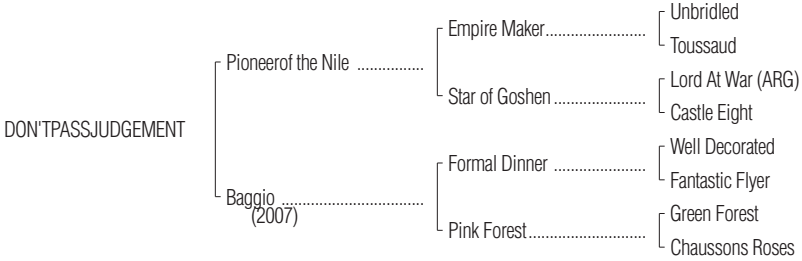 Unbridled
Empire Maker........................
Toussaud
Pioneerof the Nile ................
Lord At War (ARG)
Star of Goshen ......................
Castle Eight
DON'TPASSJUDGEMENT
Well Decorated
Formal Dinner ......................
Fantastic Flyer
Baggio ..................................
(2007)
Green Forest
Pink Forest............................
Chaussons Roses